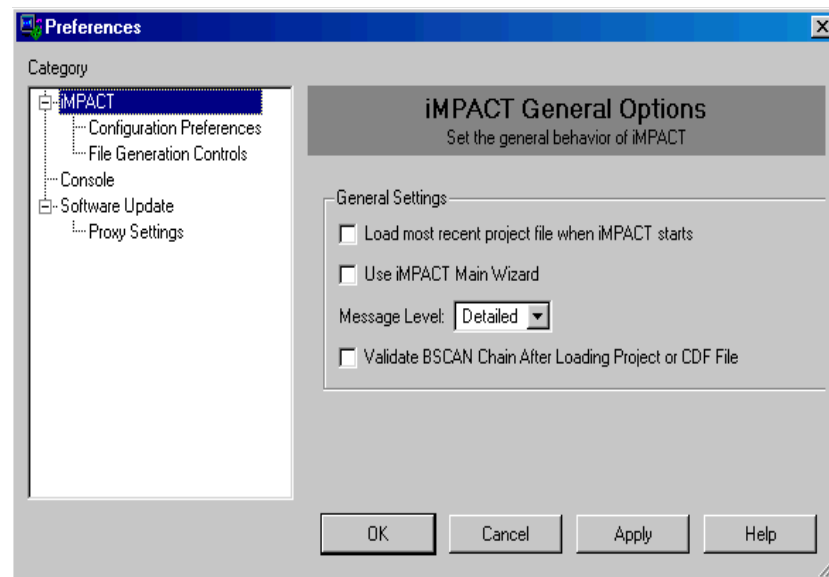 Preferences
Category
iMPACT
Configuration Preferences
File Generation Controls
Console
Software Update
Proxy Settings
iMPACT General Options
Set the general behavior of iMPACT
General Settings
Load most recent project file when iMPACT starts
Use iMPACT Main Wizard
Message Level: Detailed
Validate BSCAN Chain After Loading Project or CDF File
OK Cancel Apply Help